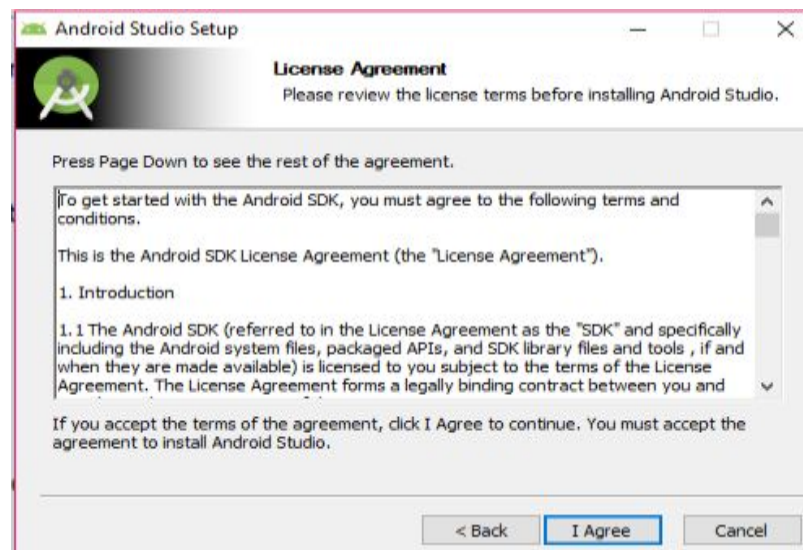 Android Studio Setup
License Agreement
Please review the license terms before installing Android Studio.
Press Page Down to see the rest of the agreement.
To get started with the Android SDK, you must agree to the following terms and
conditions.
This is the Android SDK License Agreement (the "License Agreement").
1. Introduction
1.1 The Android SDK (referred to in the License Agreement as the "SDK" and specifically
including the Android system files, packaged APIs, and SDK library files and tools , if and
when they are made available) is licensed to you subject to the terms of the License
Agreement. The License Agreement forms a legally binding contract between you and
If you accept the terms of the agreement, click I Agree to continue. You must accept the
agreement to install Android Studio.
< Back
I Agree
Cancel